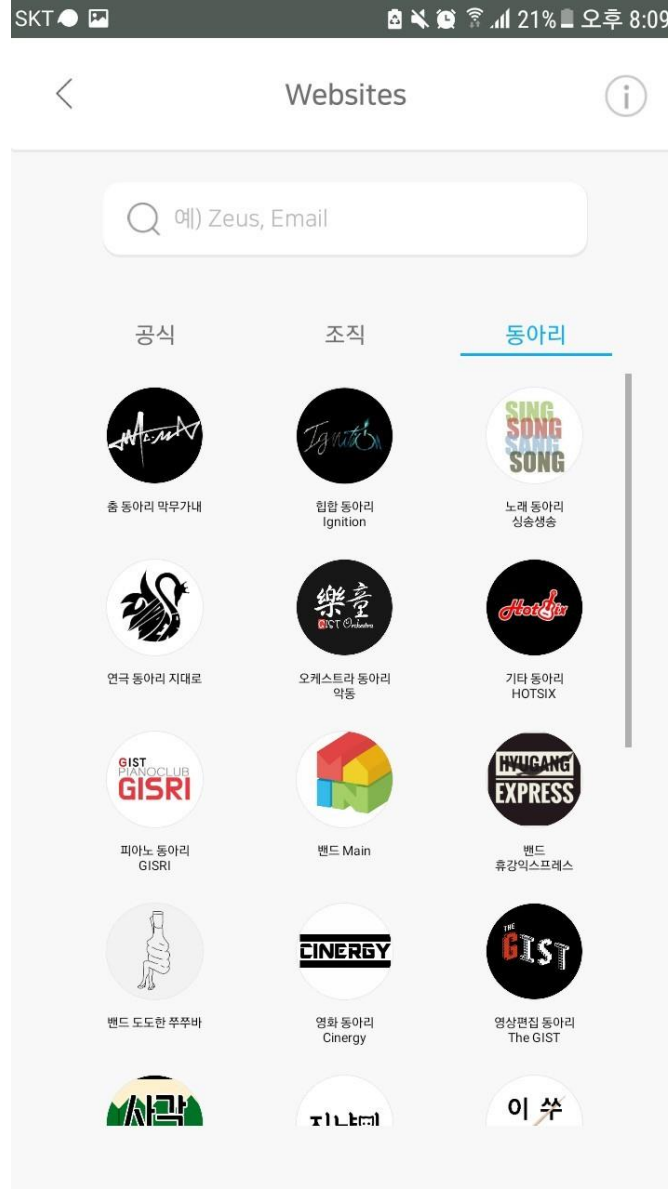 SKT 21% 오후 8:09
Websites
예) Zeus, Email
공식 조직 동아리
SING
SONG
SANG
SONG
춤 동아리 막무가내
힙합 동아리
Ignition
노래 동아리
싱송생송
Ignition
樂童
GIST Orchestra
HotSix
연극 동아리 지대로
오케스트라 동아리
악동
기타 동아리
HOTSIX
GIST
PIANOCLUB
GISRI
MAIN
HYUGANG
EXPRESS
피아노 동아리
GISRI
밴드 Main
밴드
휴강익스프레스
CINERGY
THE
GIST
밴드 도도한 쭈쭈바
영화 동아리
Cinergy
영상편집 동아리
The GIST
사각
이 쑤